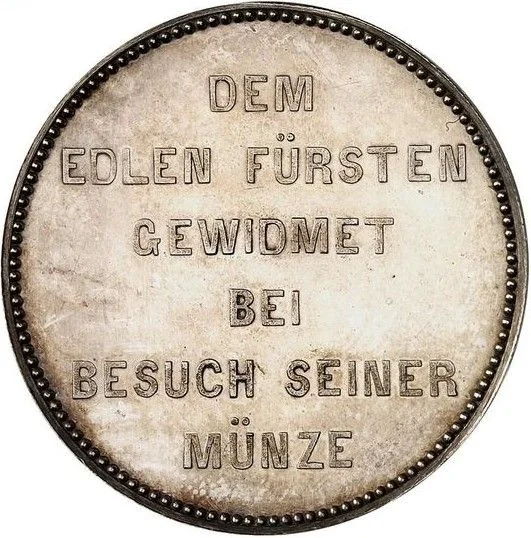 DEM
EDLEN FÜRSTEN
GEWIDMET
BEI
BESUCH SEINER
MÜNZE